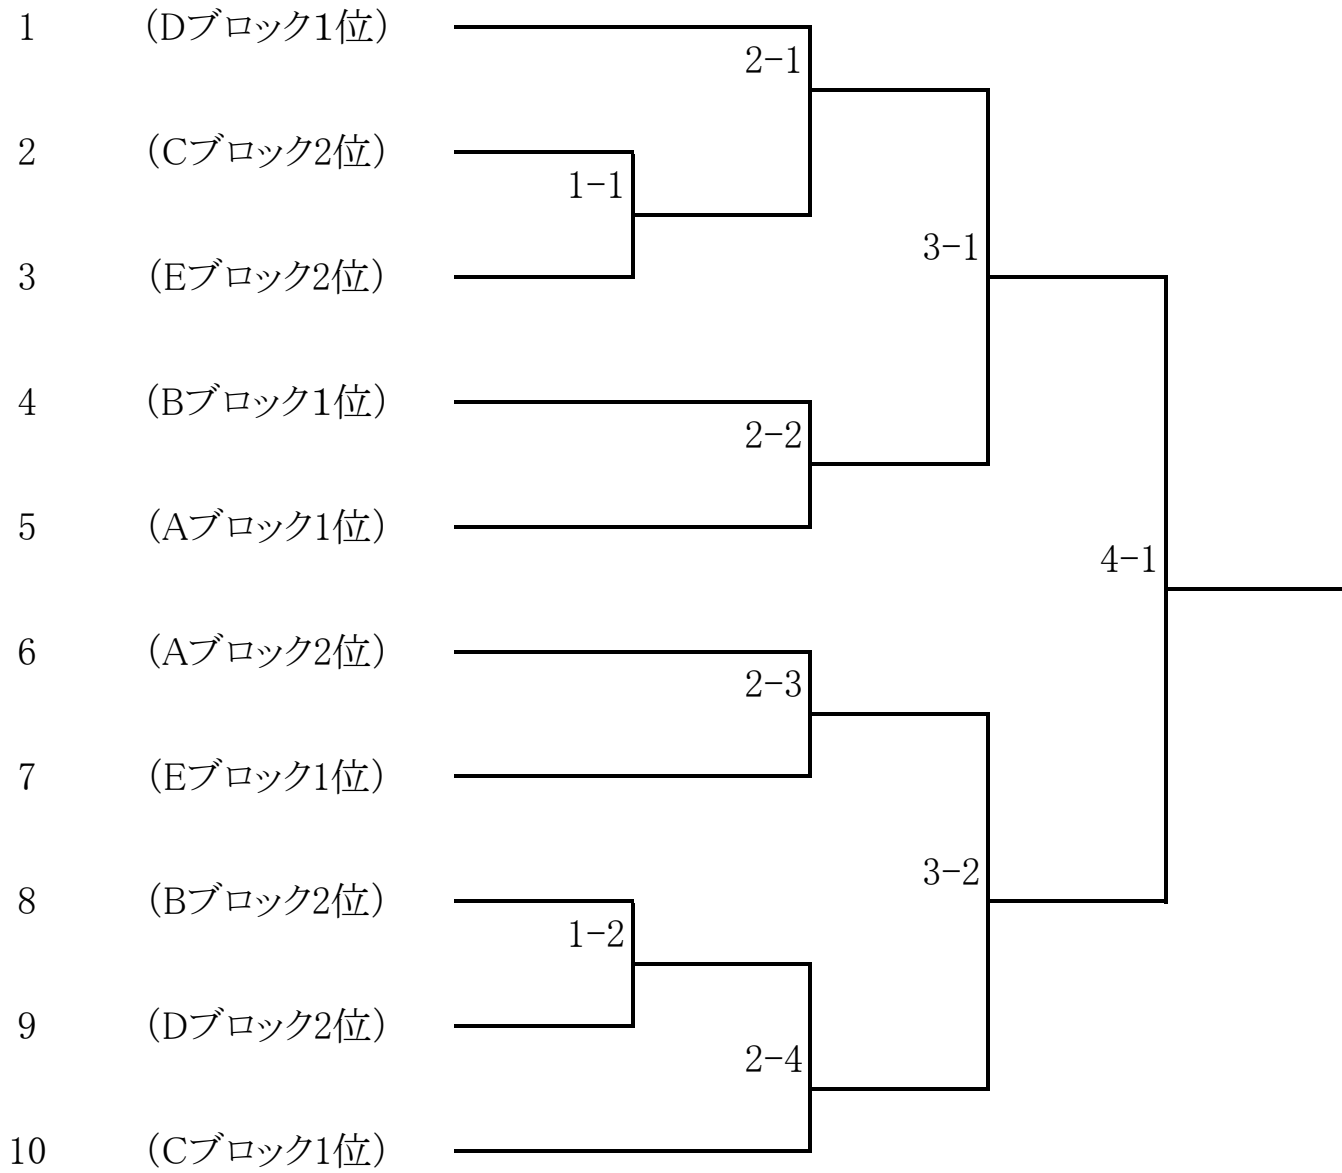 1 (Dブロック1位)
2-1
2 (Cブロック2位)
1-1
3-1
3 (Eブロック2位)
4 (Bブロック1位)
2-2
5 (Aブロック1位)
4-1
6 (Aブロック2位)
2-3
7 (Eブロック1位)
3-2
8 (Bブロック2位)
1-2
9 (Dブロック2位)
2-4
10 (Cブロック1位)